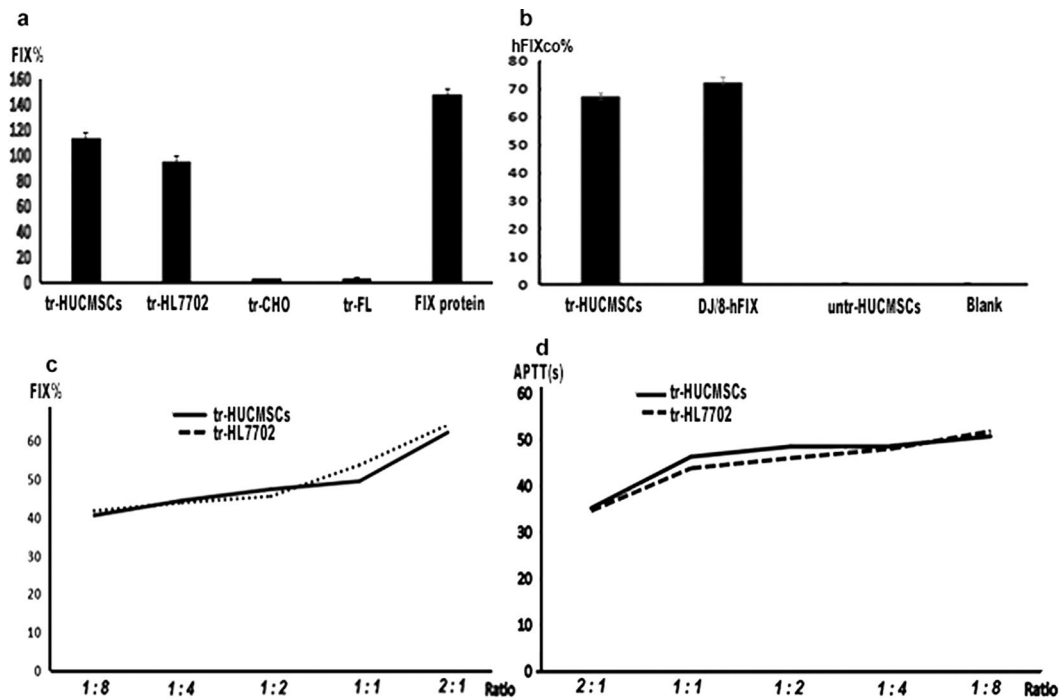 a
FIX%
160
140
120
100
80
60
40
20
0
tr-HUCMSCs tr-HL7702 tr-CHO tr-FL FIX protein
b
hFIXco%
80
70
60
50
40
30
20
10
0
tr-HUCMSCs DJ/8-hFIX untr-HUCMSCs Blank
c
FIX%
tr-HUCMSCs
tr-HL7702
60
50
40
30
20
10
0
1:8 1:4 1:2 1:1 2:1 Ratio
d
APTT(s)
tr-HUCMSCs
tr-HL7702
60
50
40
30
20
10
0
2:1 1:1 1:2 1:4 1:8 Ratio